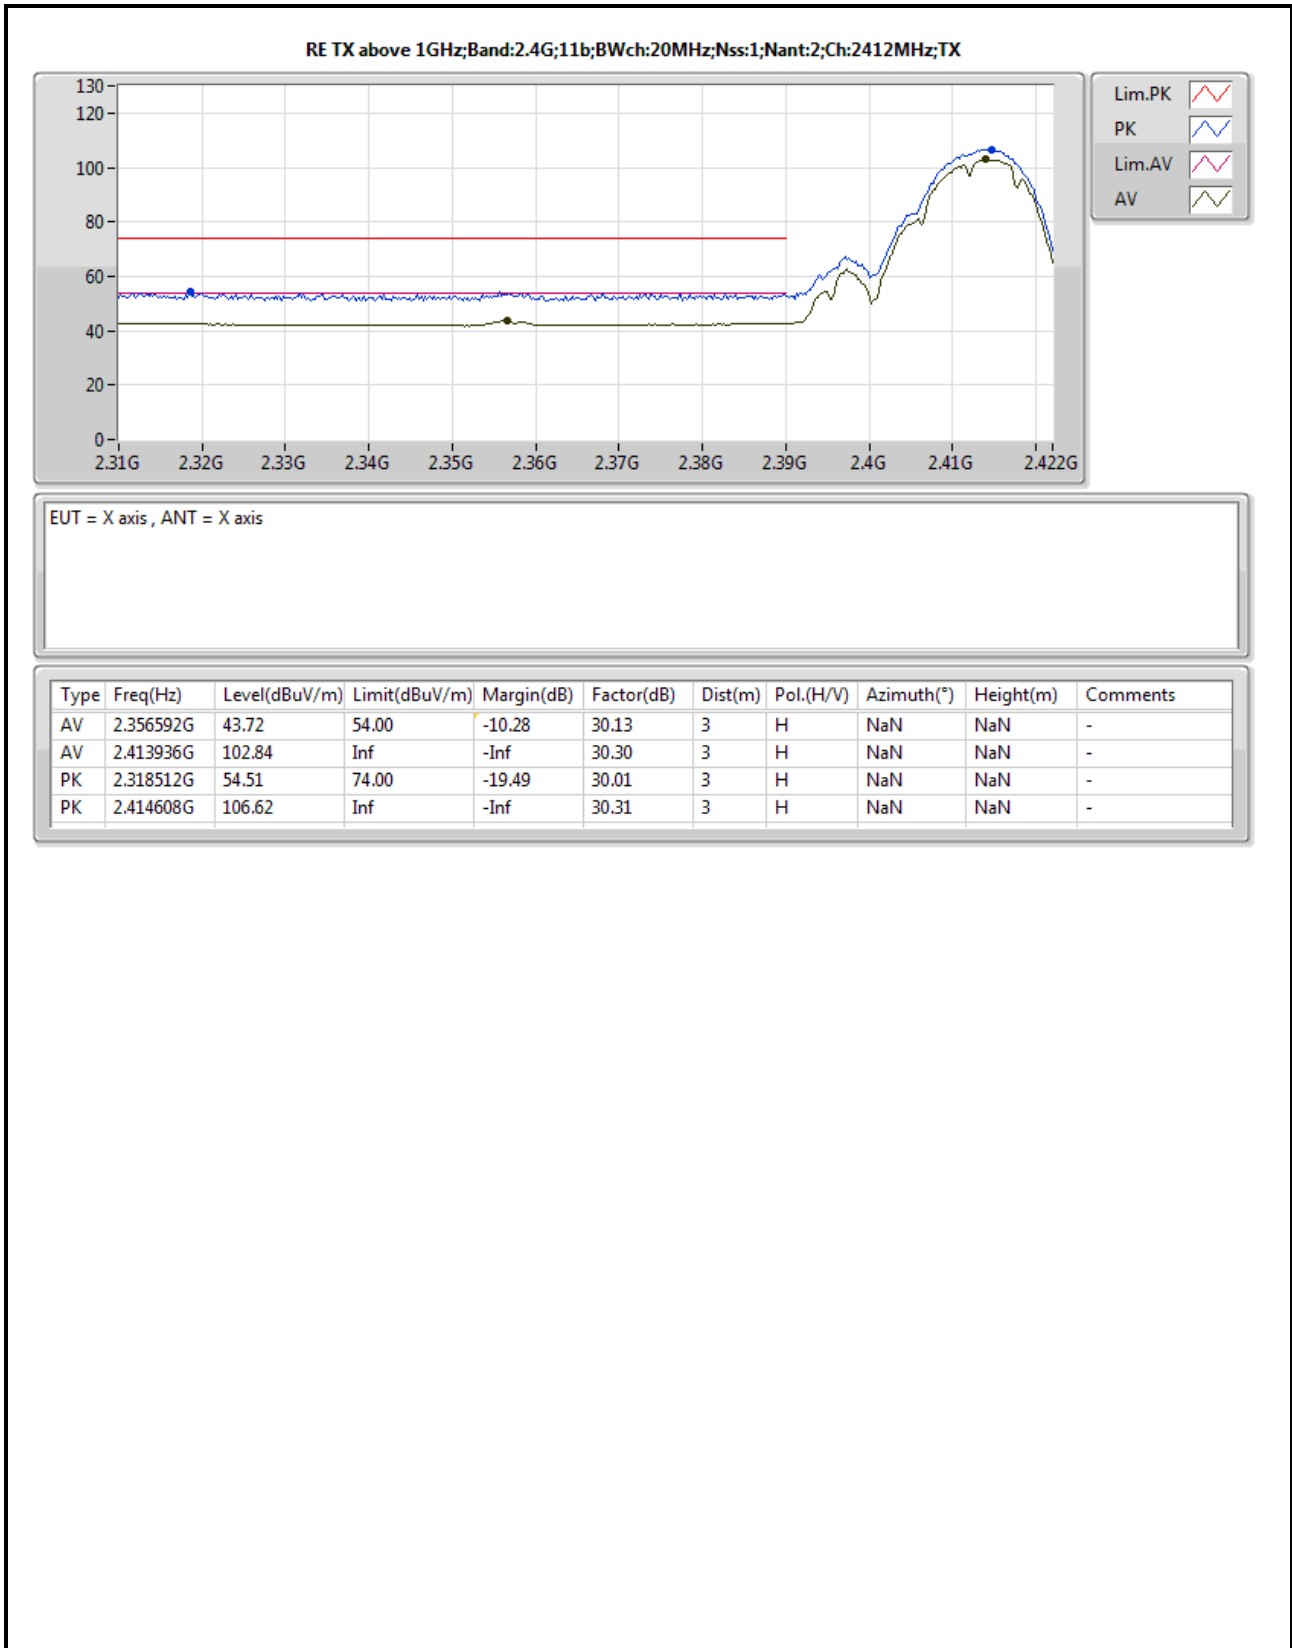 RE TX above 1GHz;Band:2.4G;11b;BWch:20MHz;Nss:1;Nant:2;Ch:2412MHz;TX
130
120
100
80
60
40
20
0
2.31G 2.32G 2.33G 2.34G 2.35G 2.36G 2.37G 2.38G 2.39G 2.4G 2.41G 2.422G
Lim.PK
PK
Lim.AV
AV
EUT = X axis , ANT = X axis
Type Freq(Hz) Level(dBuV/m) Limit(dBuV/m) Margin(dB) Factor(dB) Dist(m) Pol.(H/V) Azimuth(°) Height(m) Comments
AV 2.356592G 43.72 54.00 -10.28 30.13 3 H NaN NaN -
AV 2.413936G 102.84 Inf -Inf 30.30 3 H NaN NaN -
PK 2.318512G 54.51 74.00 -19.49 30.01 3 H NaN NaN -
PK 2.414608G 106.62 Inf -Inf 30.31 3 H NaN NaN -